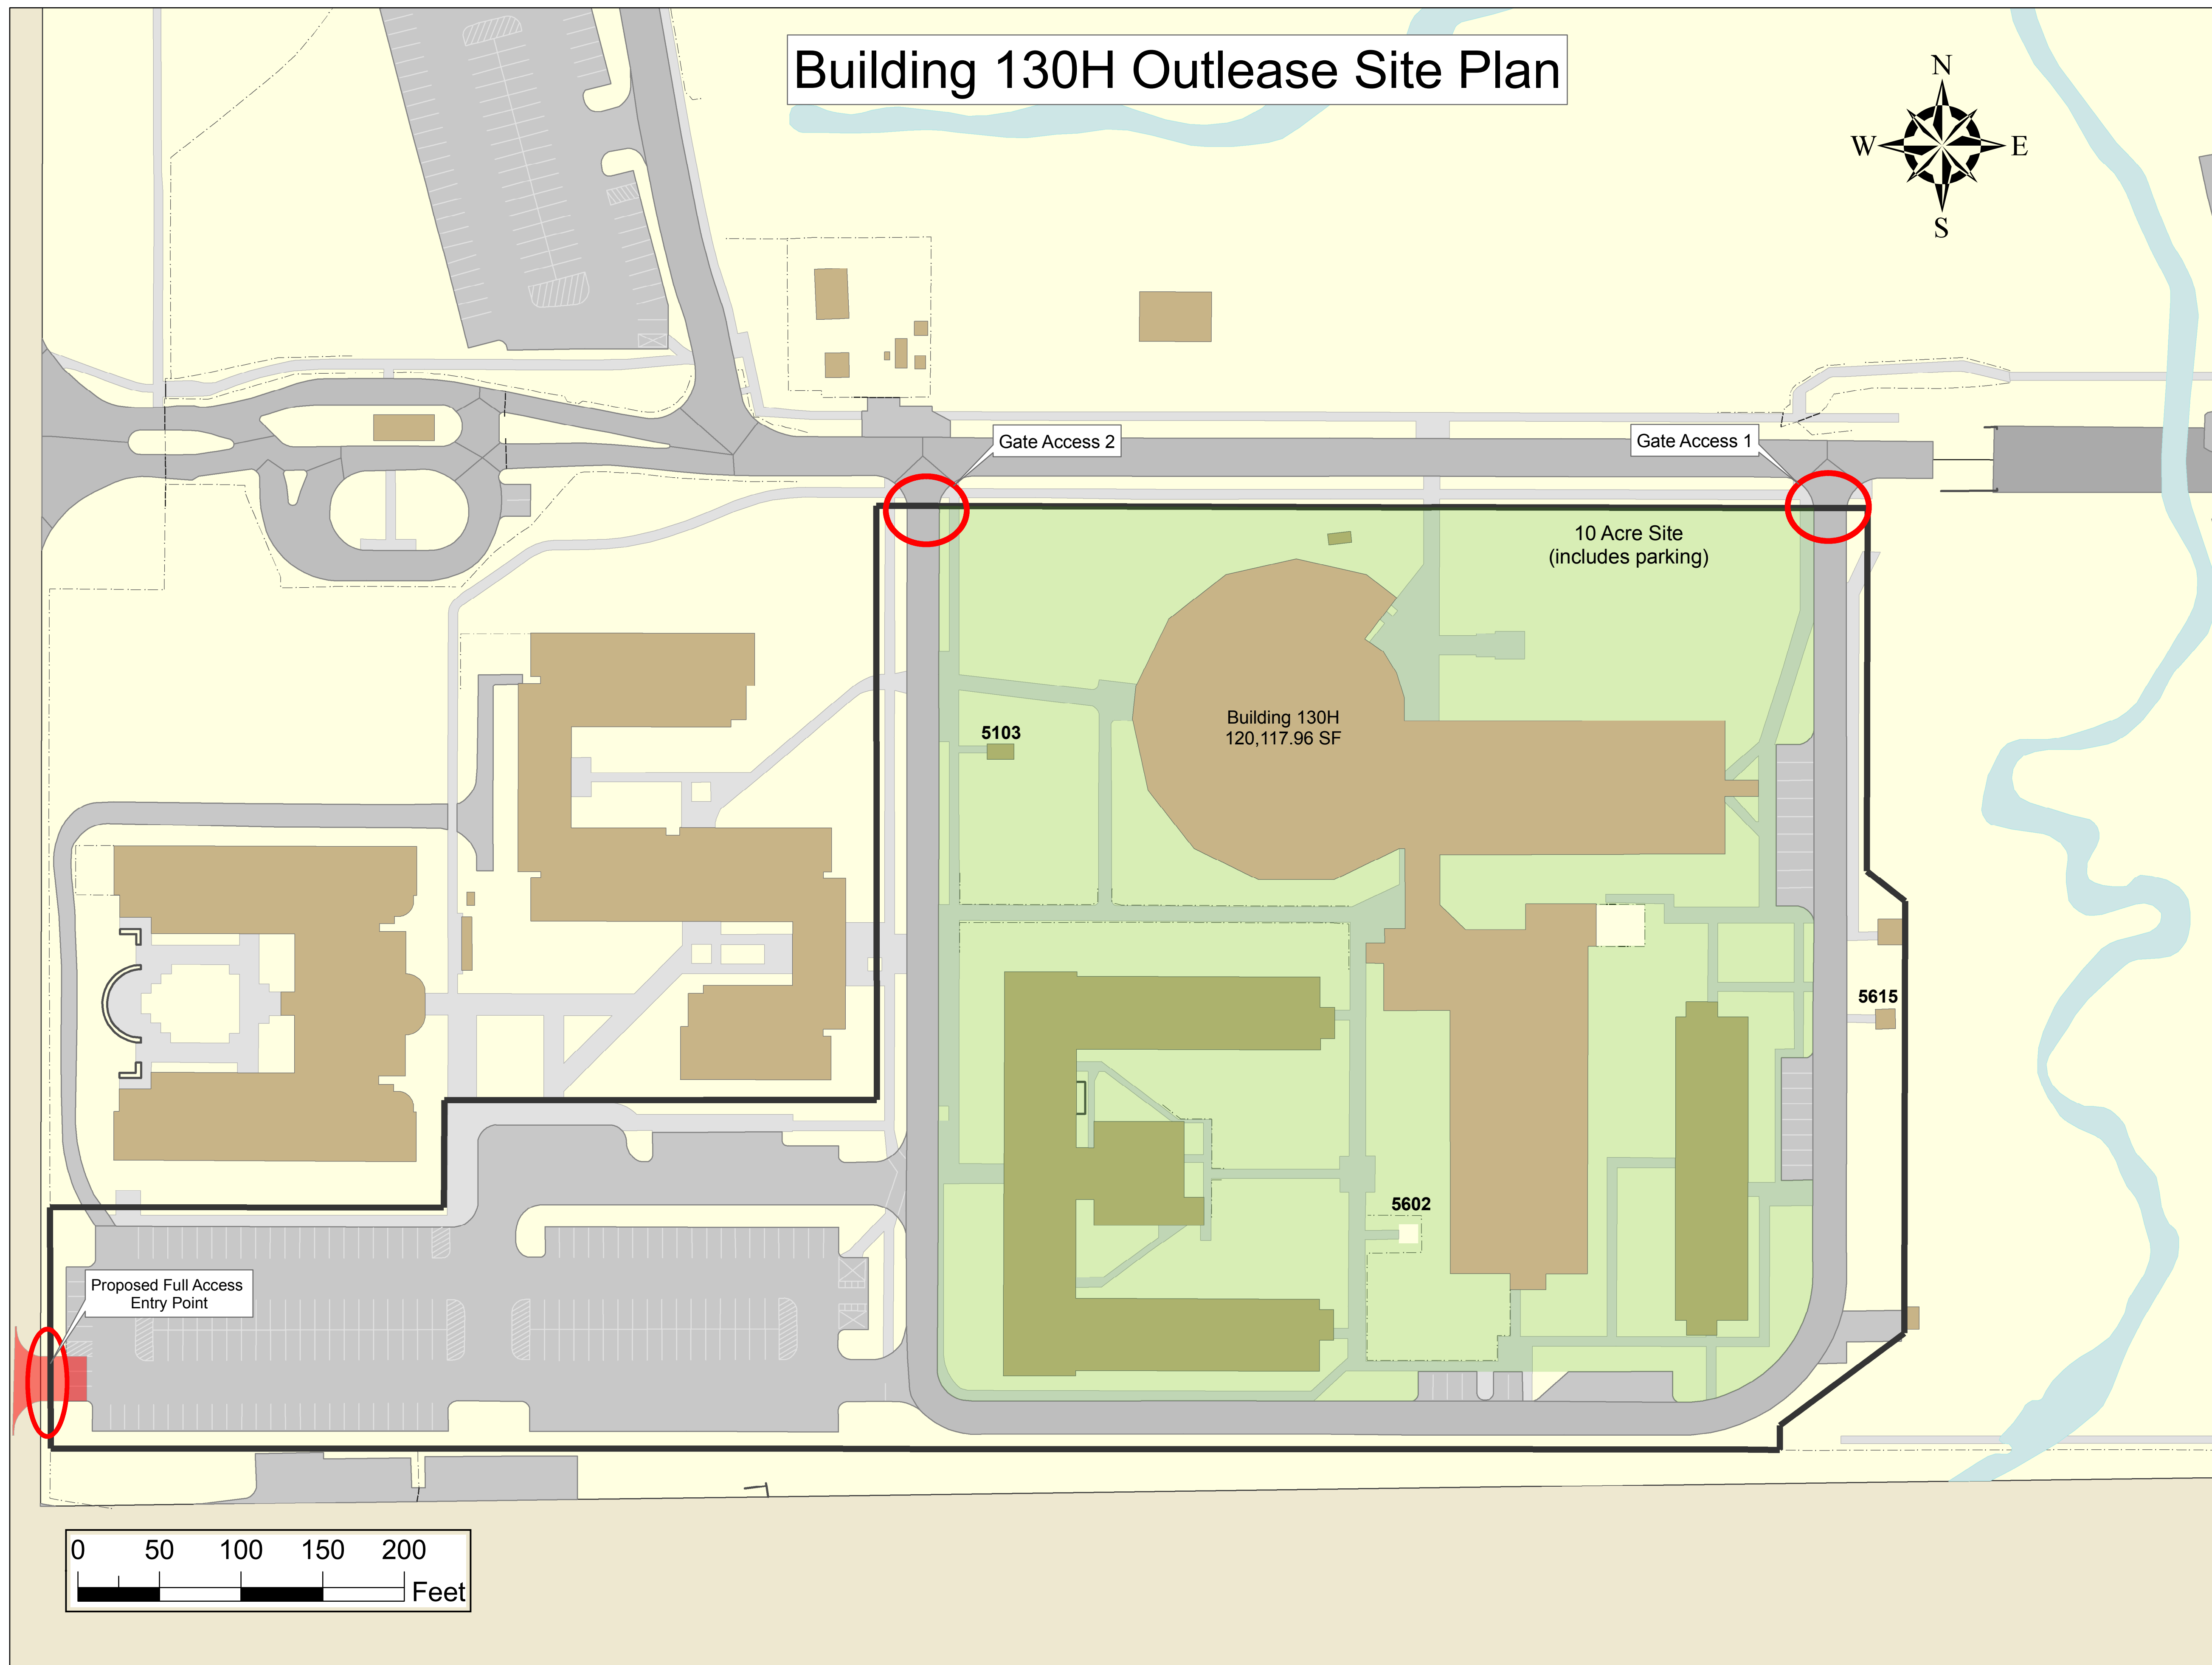 Building 130H Outlease Site Plan
N
W
E
S
Gate Access 2
Gate Access 1
10 Acre Site
(includes parking)
Building 130H
120,117.96 SF
5103
5615
5602
Proposed Full Access
Entry Point
0 50 100 150 200
Feet